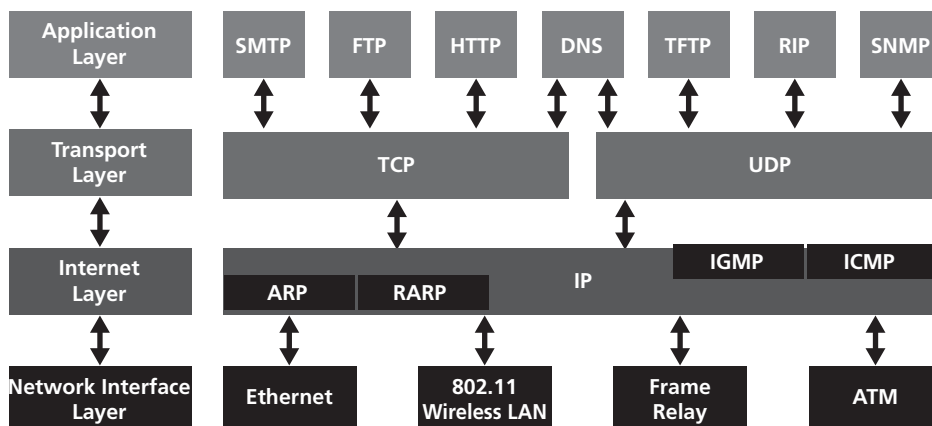 Application
Layer
SMTP
FTP
HTTP
DNS
TFTP
RIP
SNMP
Transport
Layer
TCP
UDP
Internet
Layer
IP
IGMP
ICMP
ARP
RARP
Network Interface
Layer
Ethernet
802.11
Wireless LAN
Frame
Relay
ATM